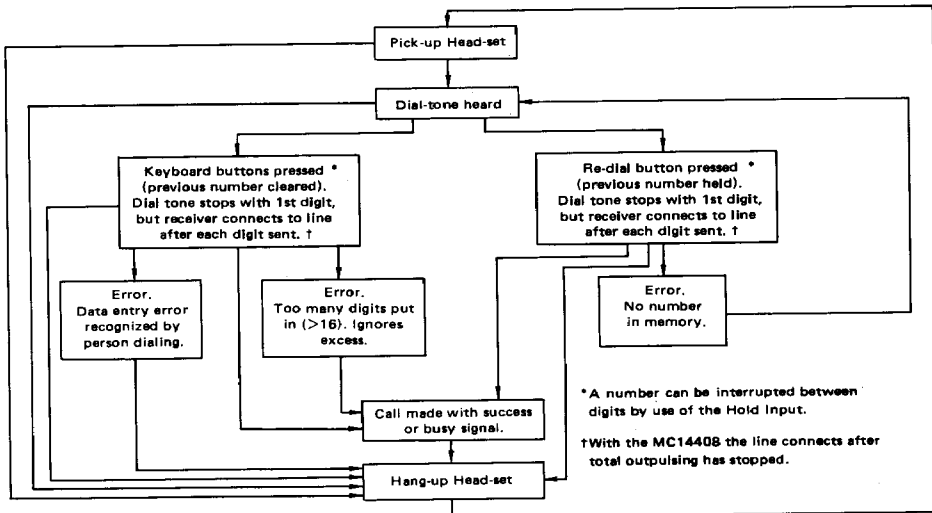 Pick-up Head-set
Dial-tone heard
Keyboard buttons pressed *
(previous number cleared).
Dial tone stops with 1st digit,
but receiver connects to line
after each digit sent. †
Re-dial button pressed *
(previous number held).
Dial tone stops with 1st digit,
but receiver connects to line
after each digit sent. †
Error.
Data entry error
recognized by
person dialing.
Error.
Too many digits put
in (>16). Ignores
excess.
Error.
No number
in memory.
*A number can be interrupted between
digits by use of the Hold Input.
†With the MC14408 the line connects after
total outpulsing has stopped.
Call made with success
or busy signal.
Hang-up Head-set